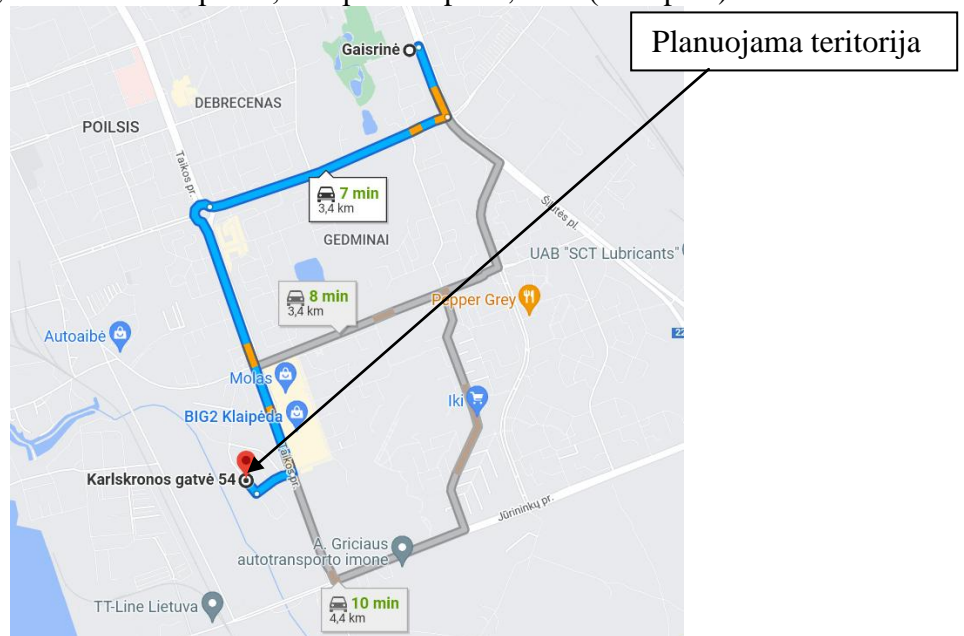 Planuojama teritorija
Gaisrinė
DEBRECENAS
POILSIS
Taikos pr.
7 min
3,4 km
Šilutės pl.
GEDMINAI
UAB "SCT Lubricants"
8 min
3,4 km
Pepper Grey
22
Autoaibė
Molas
Iki
BIG2 Klaipėda
Taikos pr.
Karlskronos gatvė 54
Jūrininkų pr.
A. Griciaus
autotransporto imone
TT-Line Lietuva
10 min
4,4 km